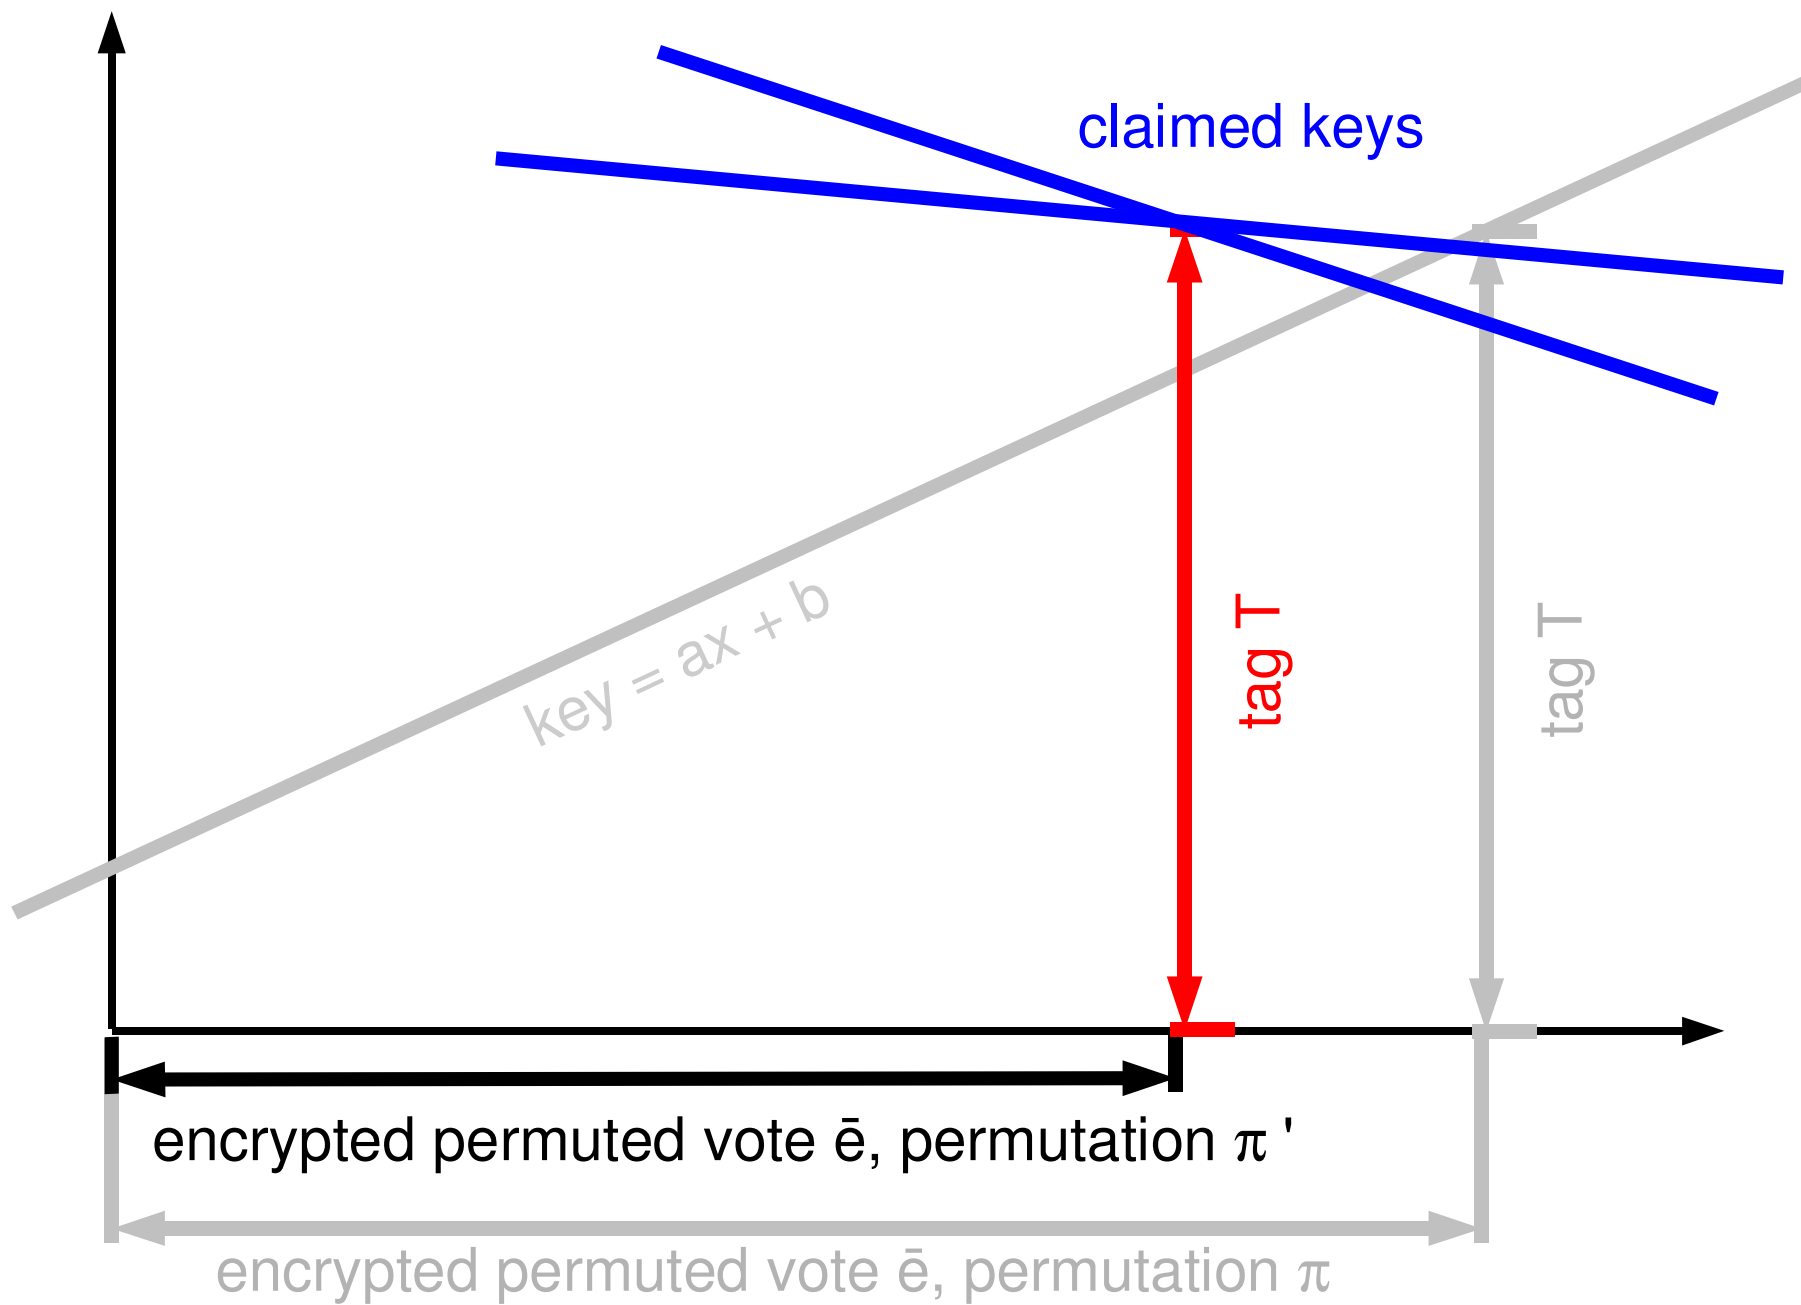 claimed keys
key = ax + b
tag T
tag T
encrypted permuted vote ē, permutation π '
encrypted permuted vote ē, permutation π